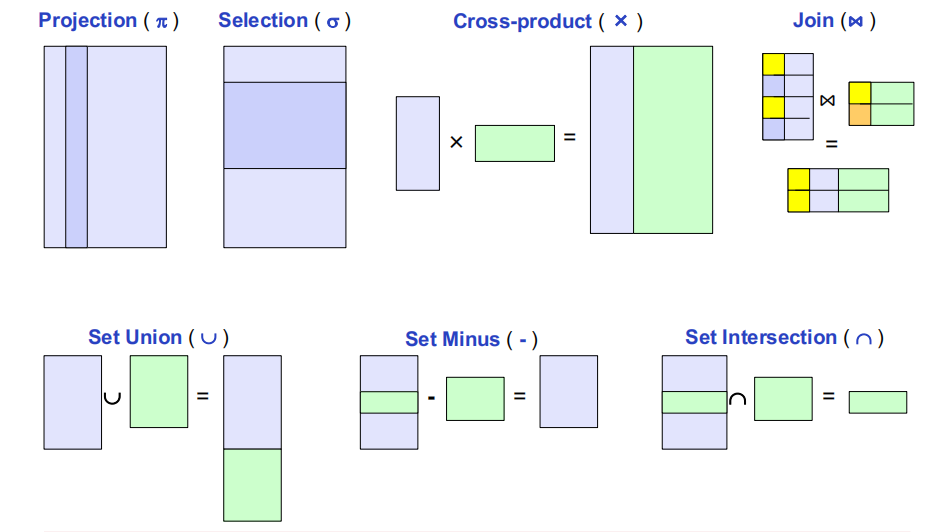 Projection ( π ) Selection ( σ ) Cross-product ( × ) Join (⋈ )
× = ⋈
=
Set Union ( ∪ ) Set Minus ( - ) Set Intersection ( ∩ )
∪ = - = ∩ =